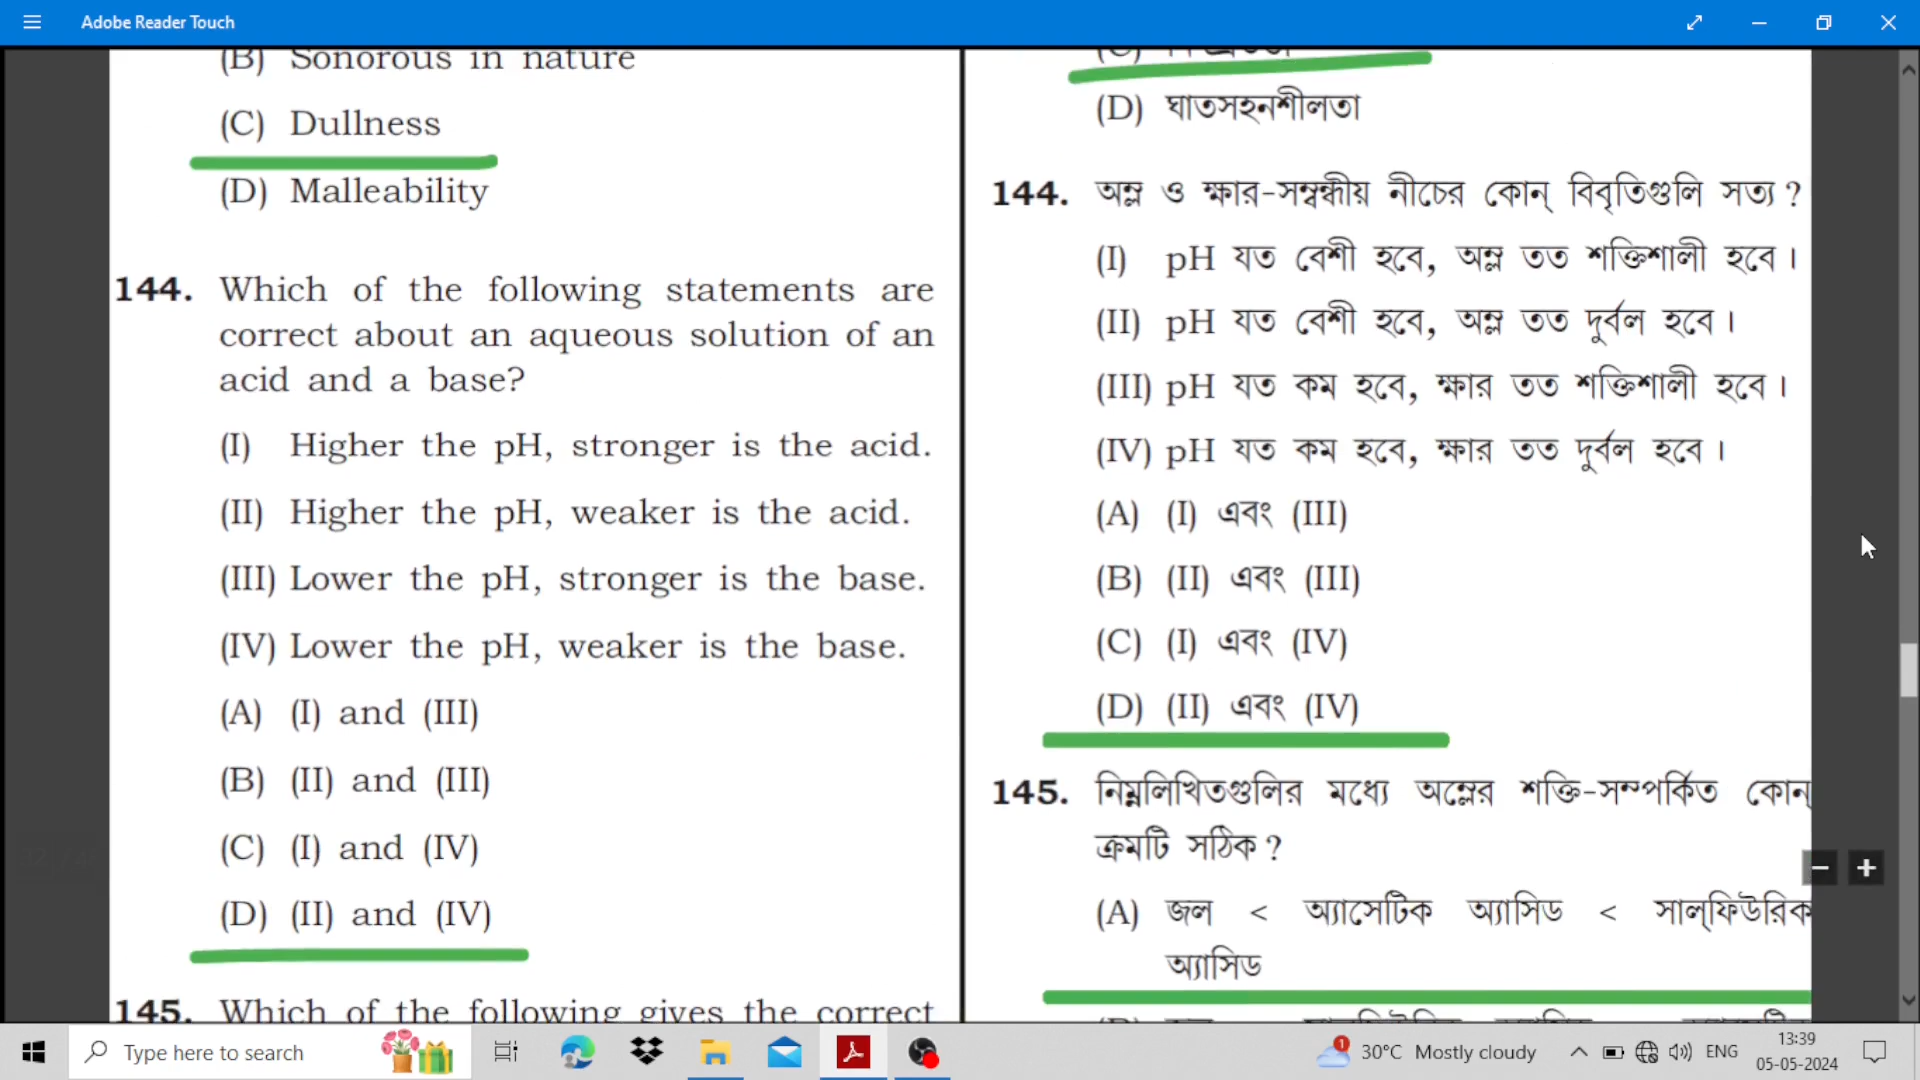 Adobe Reader Touch
(B) Sonorous in nature
(C) Dullness
(D) Malleability
144. Which of the following statements are
correct about an aqueous solution of an
acid and a base?
(I) Higher the pH, stronger is the acid.
(II) Higher the pH, weaker is the acid.
(III) Lower the pH, stronger is the base.
(IV) Lower the pH, weaker is the base.
(A) (I) and (III)
(B) (II) and (III)
(C) (I) and (IV)
(D) (II) and (IV)
145. Which of the following gives the correct
(D) ঘাতসহনশীলতা
144. অম্ল ও ক্ষার-সম্বন্ধীয় নীচের কোন্ বিবৃতিগুলি সত্য ?
(I) pH যত বেশী হবে, অম্ল তত শক্তিশালী হবে।
(II) pH যত বেশী হবে, অম্ল তত দুর্বল হবে।
(III) pH যত কম হবে, ক্ষার তত শক্তিশালী হবে।
(IV) pH যত কম হবে, ক্ষার তত দুর্বল হবে।
(A) (I) এবং (III)
(B) (II) এবং (III)
(C) (I) এবং (IV)
(D) (II) এবং (IV)
145. নিম্নলিখিতগুলির মধ্যে অম্লের শক্তি-সম্পর্কিত কোন্
ক্রমটি সঠিক ?
(A) জল < অ্যাসেটিক অ্যাসিড < সাল্‌ফিউরিক
অ্যাসিড
Type here to search
1
30°C Mostly cloudy
ENG
13:39
05-05-2024